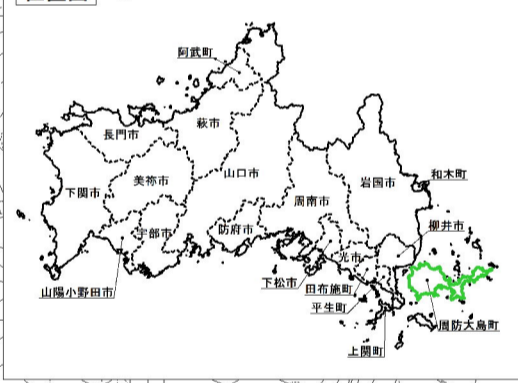 阿武町
萩市
長門市
美祢市
山口市
岩国市
和木町
下関市
周南市
宇部市
防府市
柳井市
光市
下松市
田布施町
山陽小野田市
平生町
周防大島町
上関町